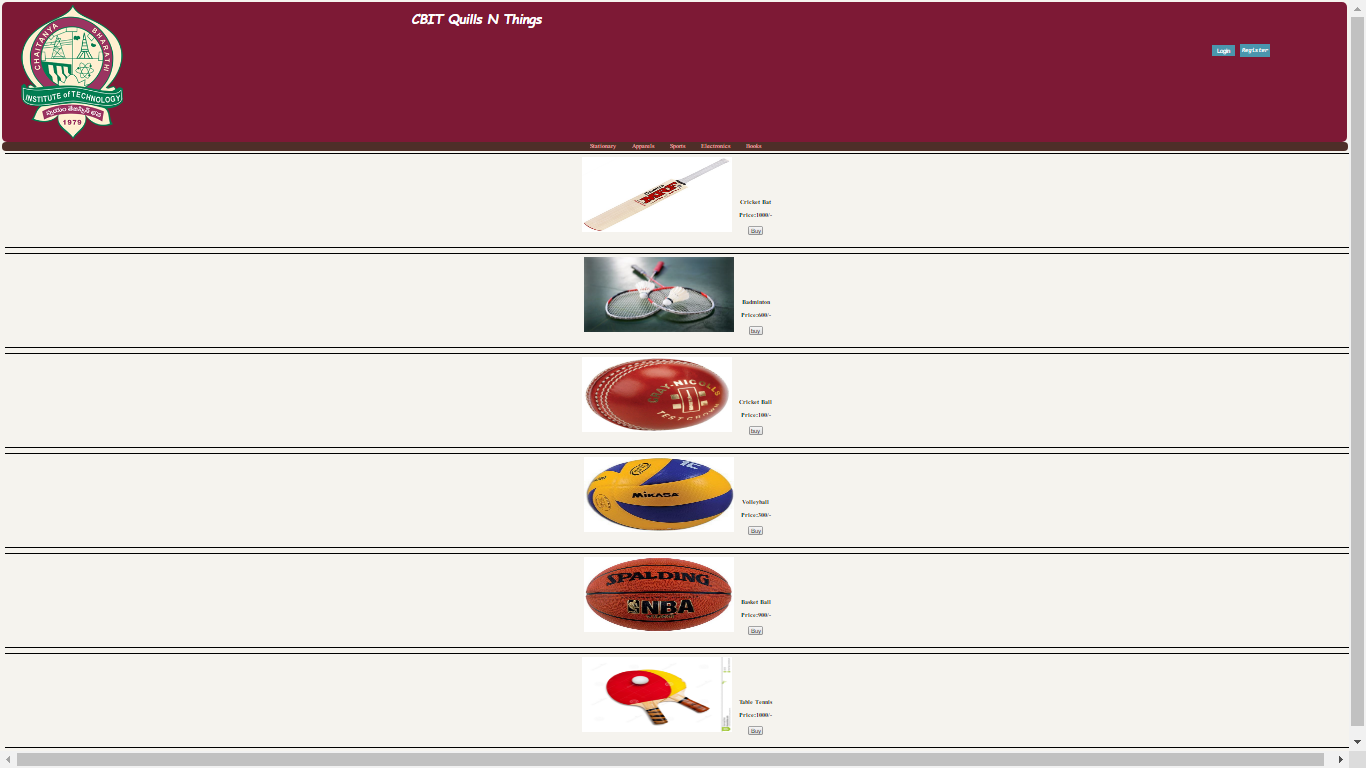 CBIT Quills N Things
CHAITANYA BHARATHI
INSTITUTE of TECHNOLOGY
1979
Login Register
Stationary Apparels Sports Electronics Books
Cricket Bat
Price:1000/-
Buy
Badminton
Price:600/-
buy
GRAY-NICOLLS
TEST CROWN
Cricket Ball
Price:100/-
buy
MIKASA
Volleyball
Price:500/-
Buy
SPALDING
NBA
Basket Ball
Price:900/-
Buy
Table Tennis
Price:1000/-
Buy